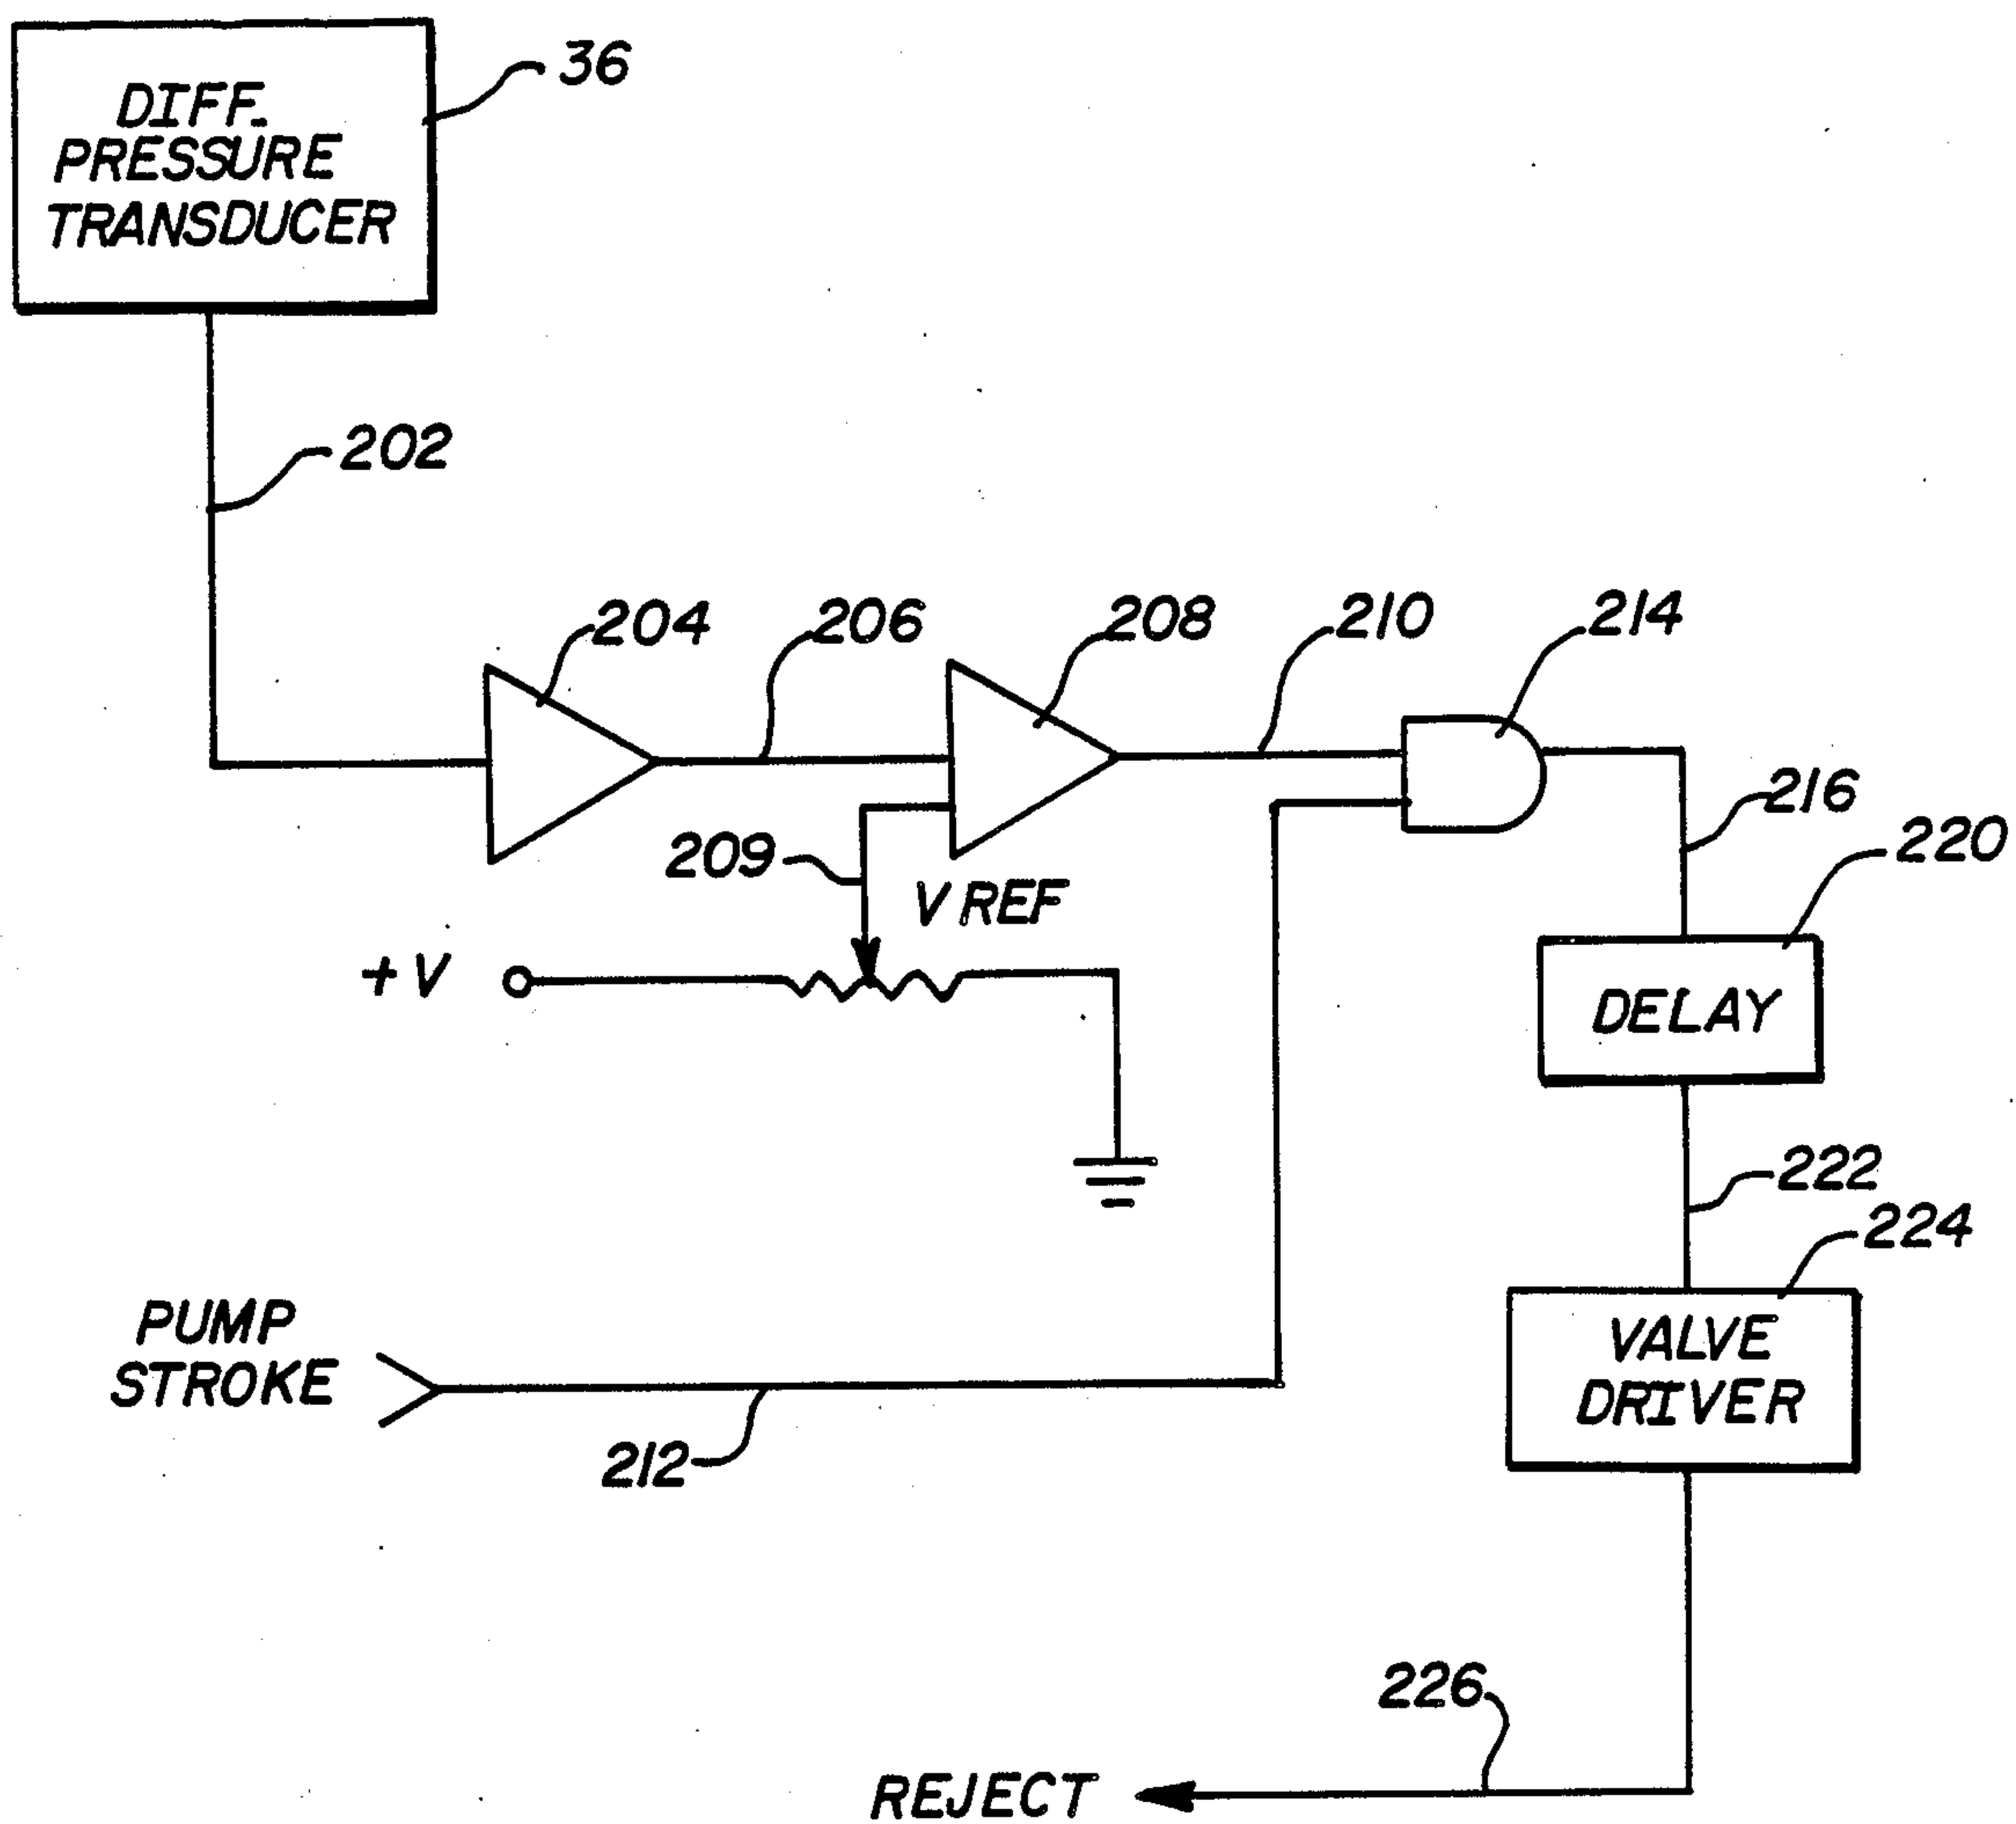 DIFF.
PRESSURE
TRANSDUCER
36
202
204
206
208
210
214
216
220
209
V REF
+V
DELAY
222
224
PUMP
STROKE
VALVE
DRIVER
212
226
REJECT